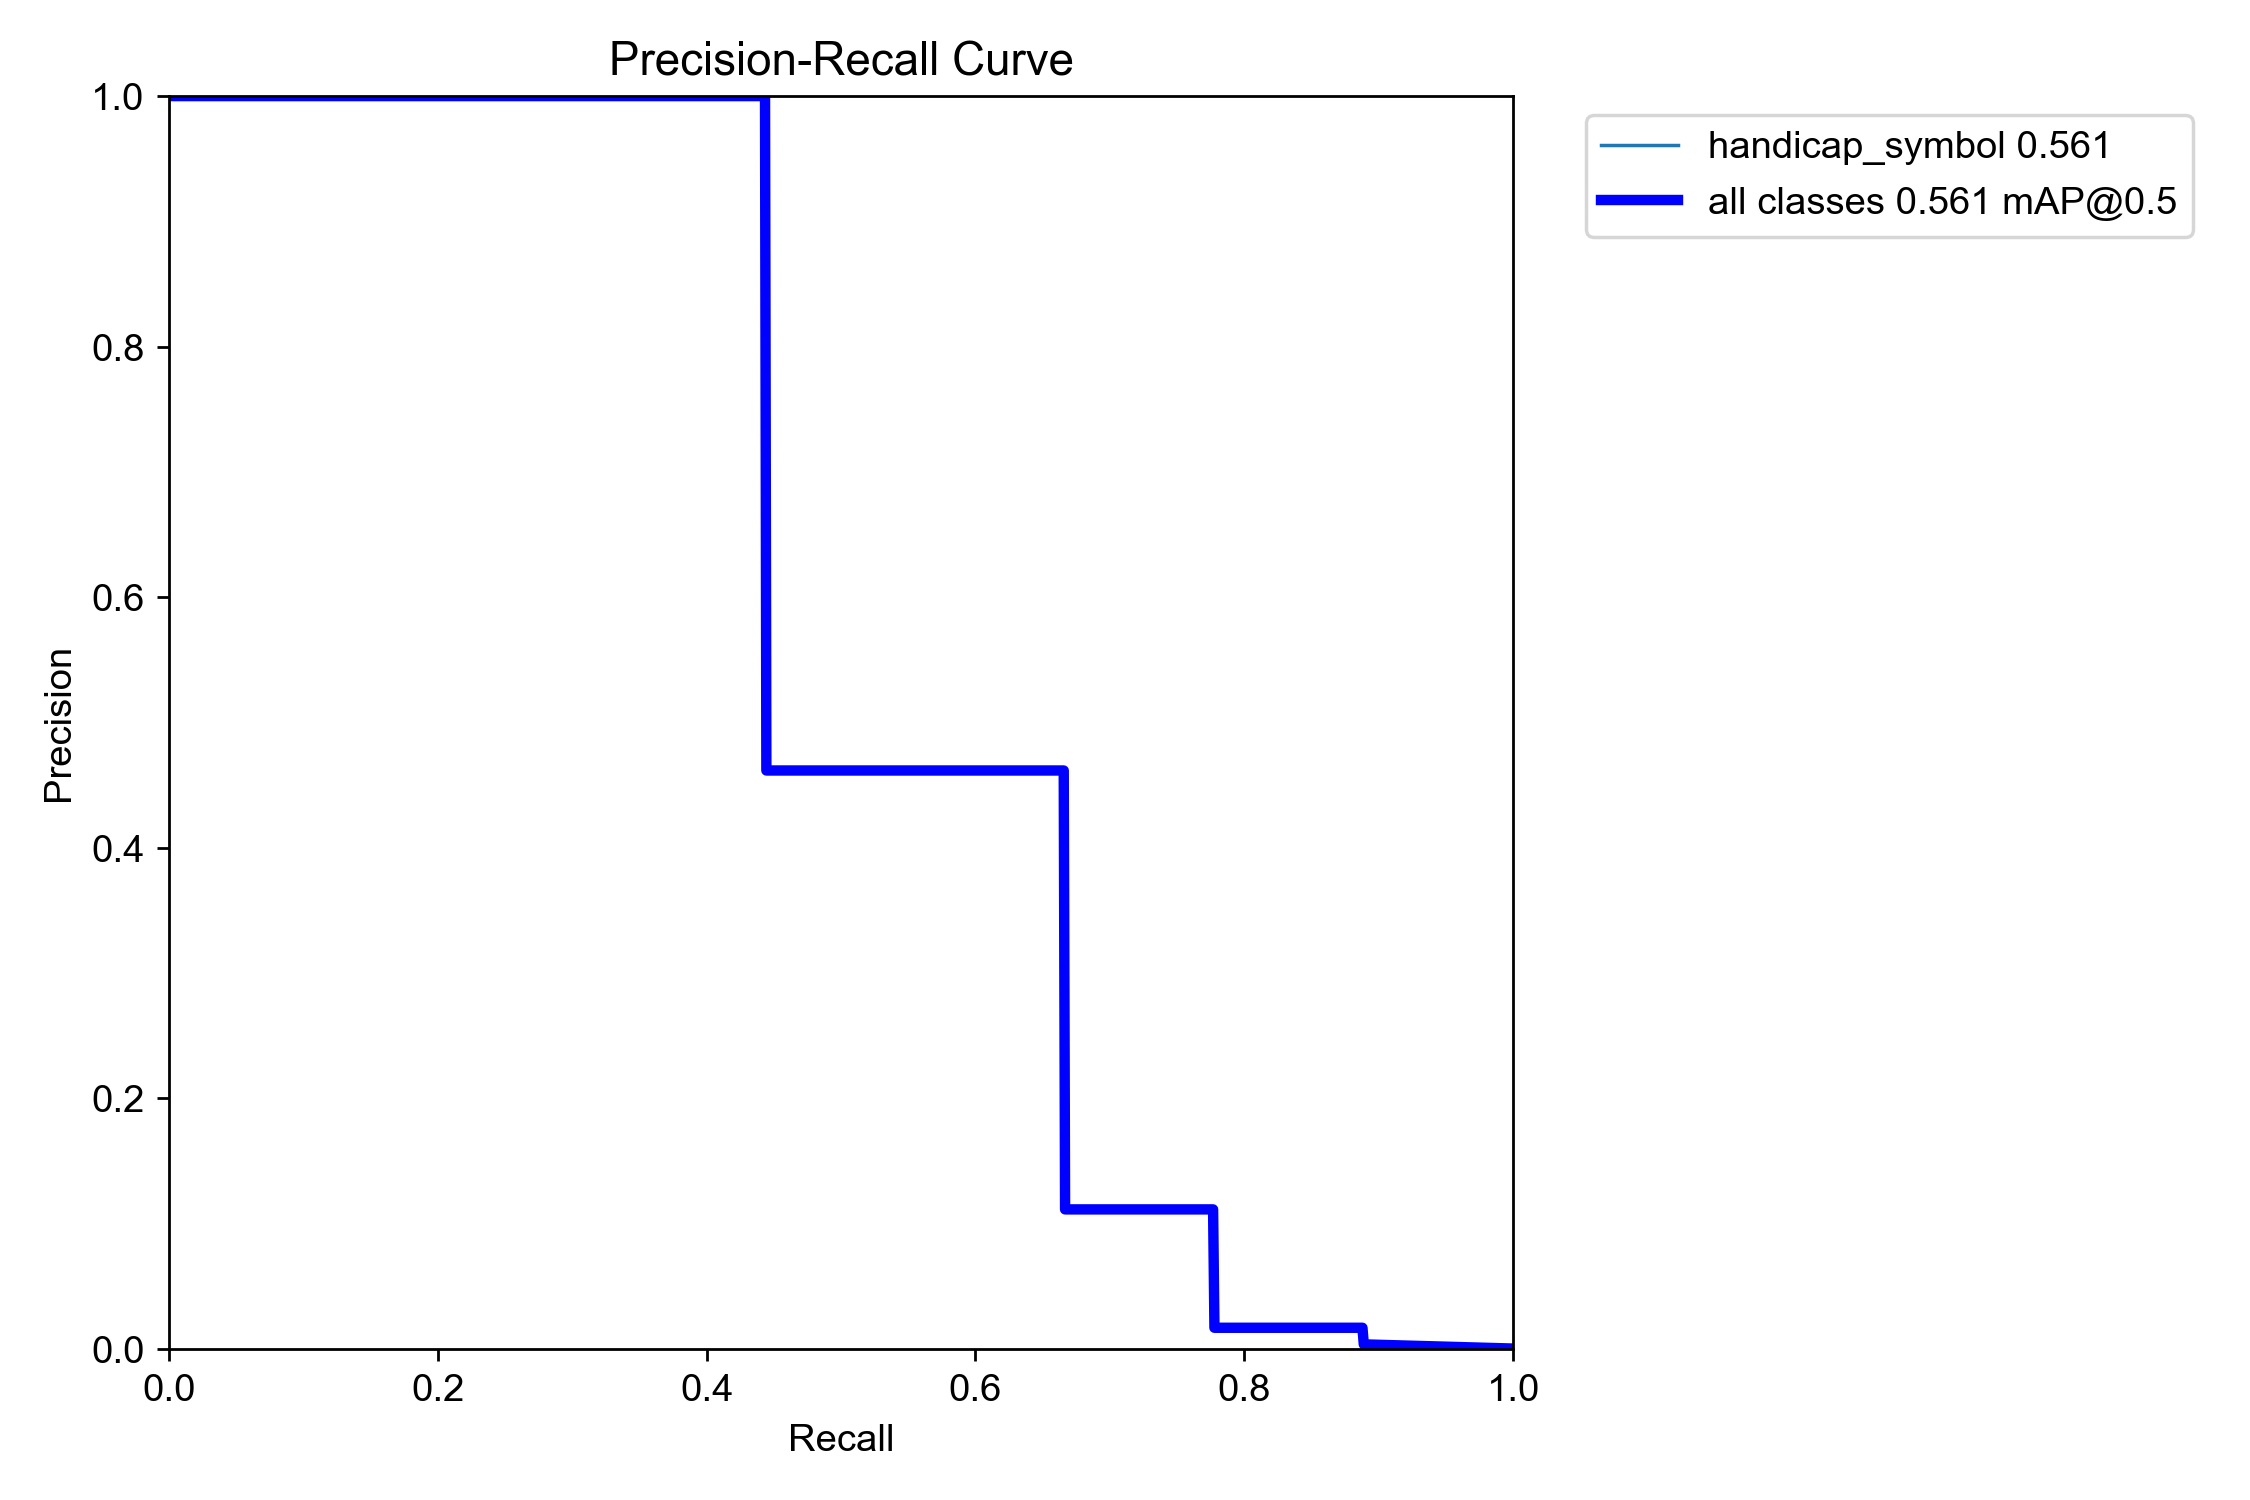 Precision-Recall Curve
handicap_symbol 0.561
all classes 0.561 mAP@0.5
Precision
1.0
0.8
0.6
0.4
0.2
0.0
0.0 0.2 0.4 0.6 0.8 1.0
Recall